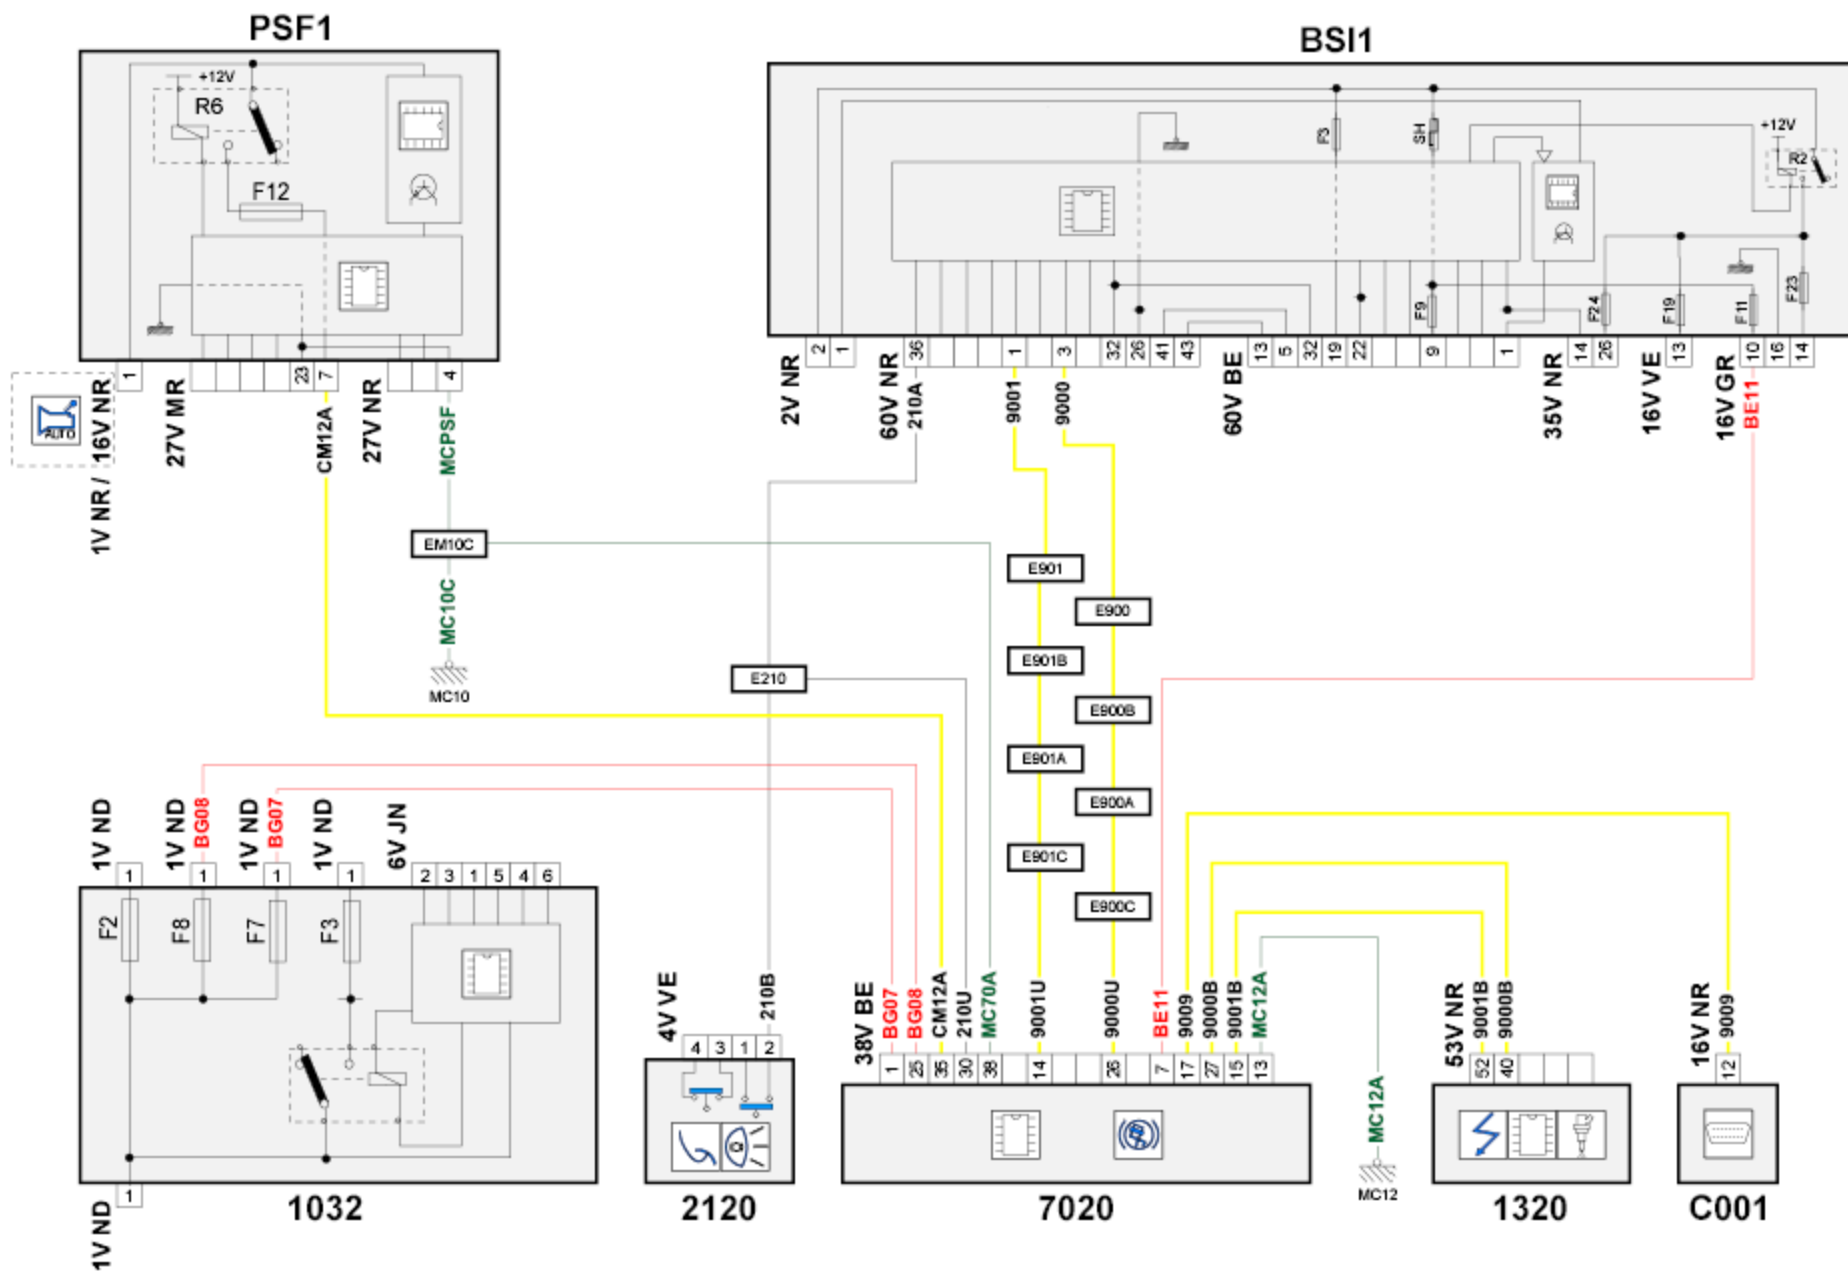 PSF1
BSI1
+12V
R6
F12
F3
SH
+12V
R2
F9
F24
F19
F11
F23
1
23
7
4
2
1
36
1
3
32
26
41
43
13
5
32
19
22
9
1
14
26
13
10
16
14
AUTO
1V NR / 16V NR
27V MR
CM12A
27V NR
MCPSF
2V NR
60V NR
210A
9001
9000
60V BE
35V NR
16V VE
16V GR
BE11
EM10C
MC10C
MC10
E901
E900
E901B
E210
E900B
E901A
E900A
E901C
E900C
1V ND
1V ND
BG08
1V ND
BG07
1V ND
6V JN
1
1
1
1
2
3
1
5
4
6
F2
F8
F7
F3
1
1V ND
1032
4V VE
210B
4
3
1
2
2120
38V BE
BG07
BG08
CM12A
210U
MC70A
9001U
9000U
BE11
9009
9000B
9001B
MC12A
1
25
35
30
38
14
26
7
17
27
15
13
7020
MC12A
MC12
53V NR
9001B
9000B
52
40
1320
16V NR
9009
12
C001